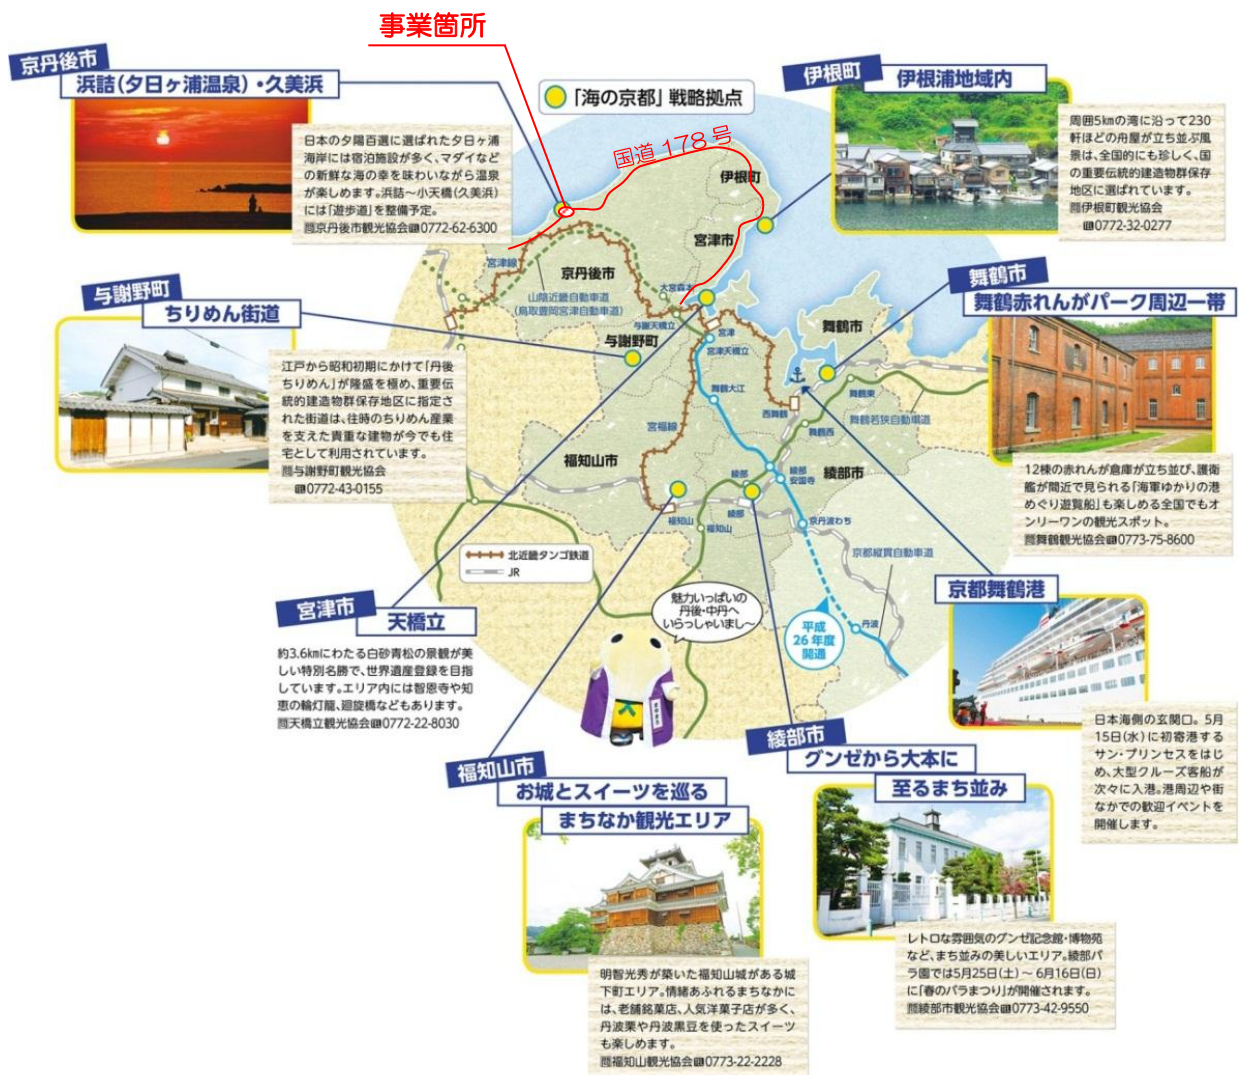 事業箇所
京丹後市
浜詰(夕日ヶ浦温泉)・久美浜
日本の夕陽百選に選ばれた夕日ヶ浦
海岸には宿泊施設が多く、マダイなど
の新鮮な海の幸を味わいながら温泉
が楽しめます。浜詰～小天橋(久美浜)
には「遊歩道」を整備予定。
問京丹後市観光協会☎0772-62-6300
「海の京都」戦略拠点
国道178号
伊根町
伊根浦地域内
周囲5kmの湾に沿って230
軒ほどの舟屋が立ち並ぶ風
景は、全国的にも珍しく、国
の重要伝統的建造物群保存
地区に選ばれています。
問伊根町観光協会
☎0772-32-0277
与謝野町
ちりめん街道
江戸から昭和初期にかけて「丹後
ちりめん」が隆盛を極め、重要伝
統的建造物群保存地区に指定さ
れた街道は、往時のちりめん産業
を支えた貴重な建物が今でも住
宅として利用されています。
問与謝野町観光協会
☎0772-43-0155
舞鶴市
舞鶴赤れんがパーク周辺一帯
12棟の赤れんが倉庫が立ち並び、護衛
艦が間近で見られる「海軍ゆかりの港
めぐり遊覧船」も楽しめる全国でもオ
ンリーワンの観光スポット。
問舞鶴観光協会☎0773-75-8600
伊根町
宮津市
宮津線
京丹後市
山陰近畿自動車道
(鳥取豊岡宮津自動車道)
大宮森本
与謝天橋立
宮津
宮津天橋立
与謝野町
舞鶴市
舞鶴大江
西舞鶴
舞鶴東
舞鶴若狭自動車道
舞鶴西
宮福線
福知山市
綾部
綾部
安国寺
綾部市
福知山
福知山
綾部
京丹波わち
京都縦貫自動車道
丹波
平成
26年度
開通
北近畿タンゴ鉄道
JR
魅力いっぱいの
丹後・中丹へ
いらっしゃいまし～
宮津市
天橋立
約3.6kmにわたる白砂青松の景観が美
しい特別名勝で、世界遺産登録を目指
しています。エリア内には智恩寺や知
恵の輪灯籠、廻旋橋などもあります。
問天橋立観光協会☎0772-22-8030
京都舞鶴港
日本海側の玄関口。5月
15日(水)に初寄港する
サン・プリンセスをはじ
め、大型クルーズ客船が
次々に入港。港周辺や街
なかでの歓迎イベントを
開催します。
福知山市
お城とスイーツを巡る
まちなか観光エリア
明智光秀が築いた福知山城がある城
下町エリア。情緒あふれるまちなかに
は、老舗銘菓店、人気洋菓子店が多く、
丹波栗や丹波黒豆を使ったスイーツ
も楽しめます。
問福知山観光協会☎0773-22-2228
綾部市
グンゼから大本に
至るまち並み
レトロな雰囲気のグンゼ記念館・博物苑
など、まち並みの美しいエリア。綾部バ
ラ園では5月25日(土)～6月16日(日)
に「春のバラまつり」が開催されます。
問綾部市観光協会☎0773-42-9550